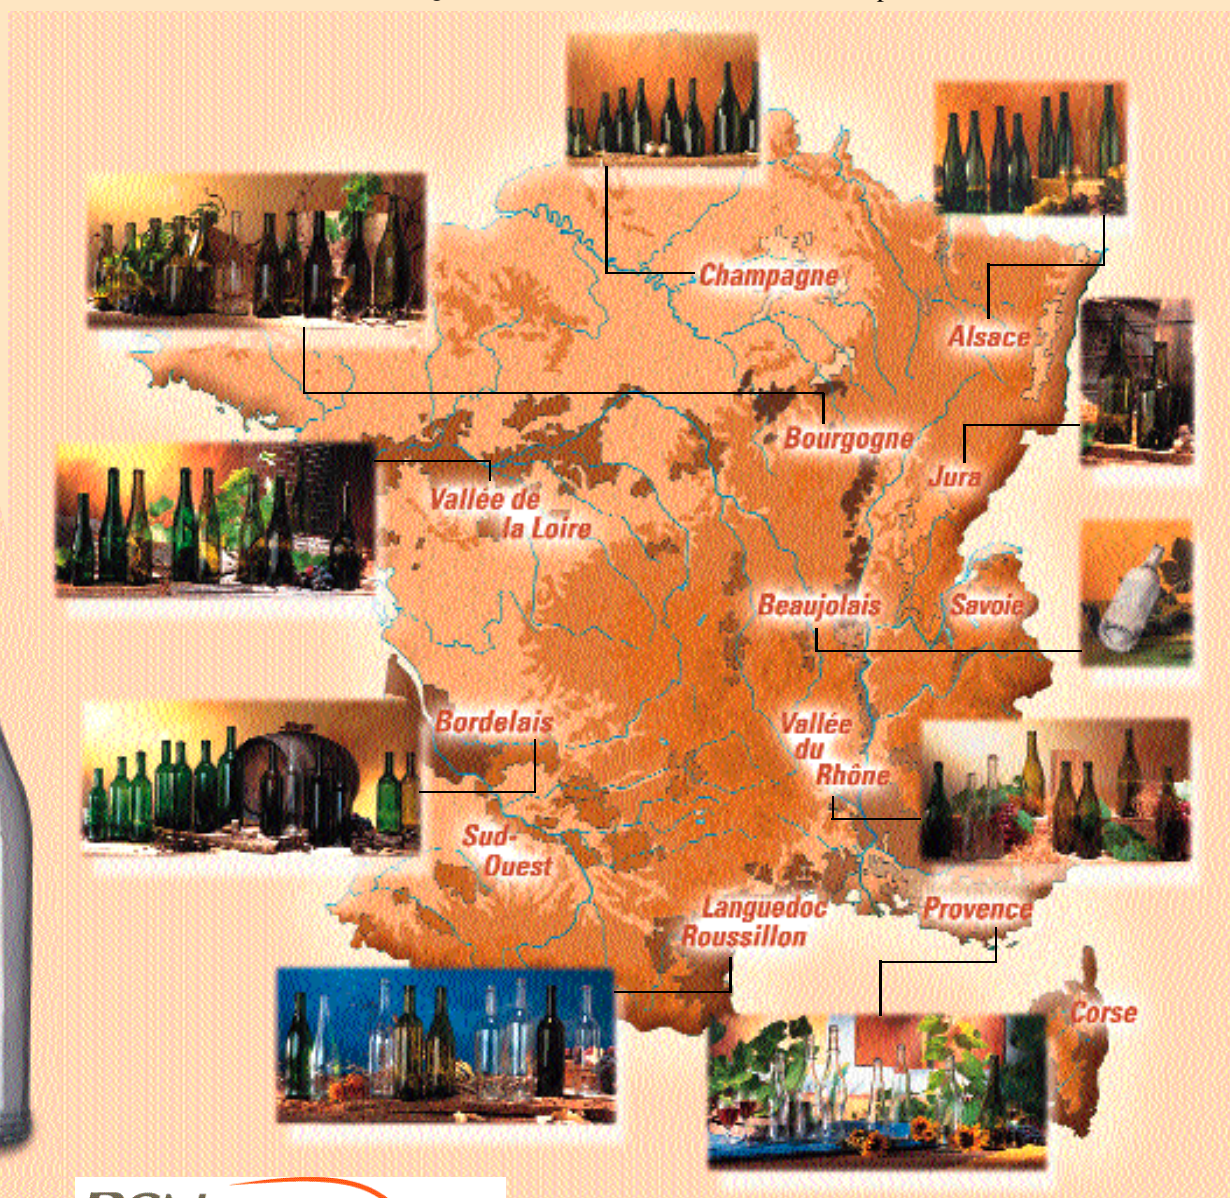 Champagne
Alsace
Bourgogne
Jura
Vallée de
la Loire
Beaujolais
Savoie
Bordelais
Vallée
du
Rhône
Sud-
Ouest
Languedoc
Roussillon
Provence
Corse